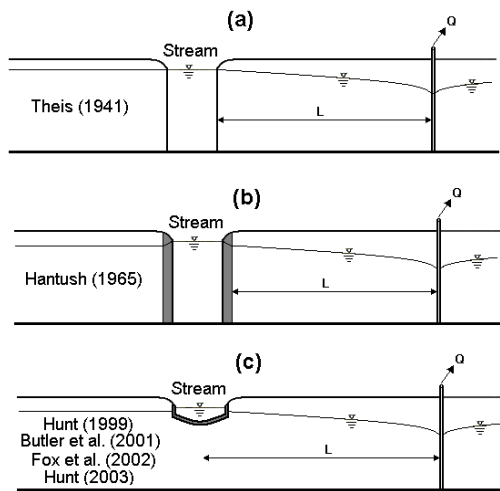 (a)
Q
Stream
Theis (1941)
L
(b)
Q
Stream
Hantush (1965)
L
(c)
Q
Stream
Hunt (1999)
Butler et al. (2001)
Fox et al. (2002)
Hunt (2003)
L